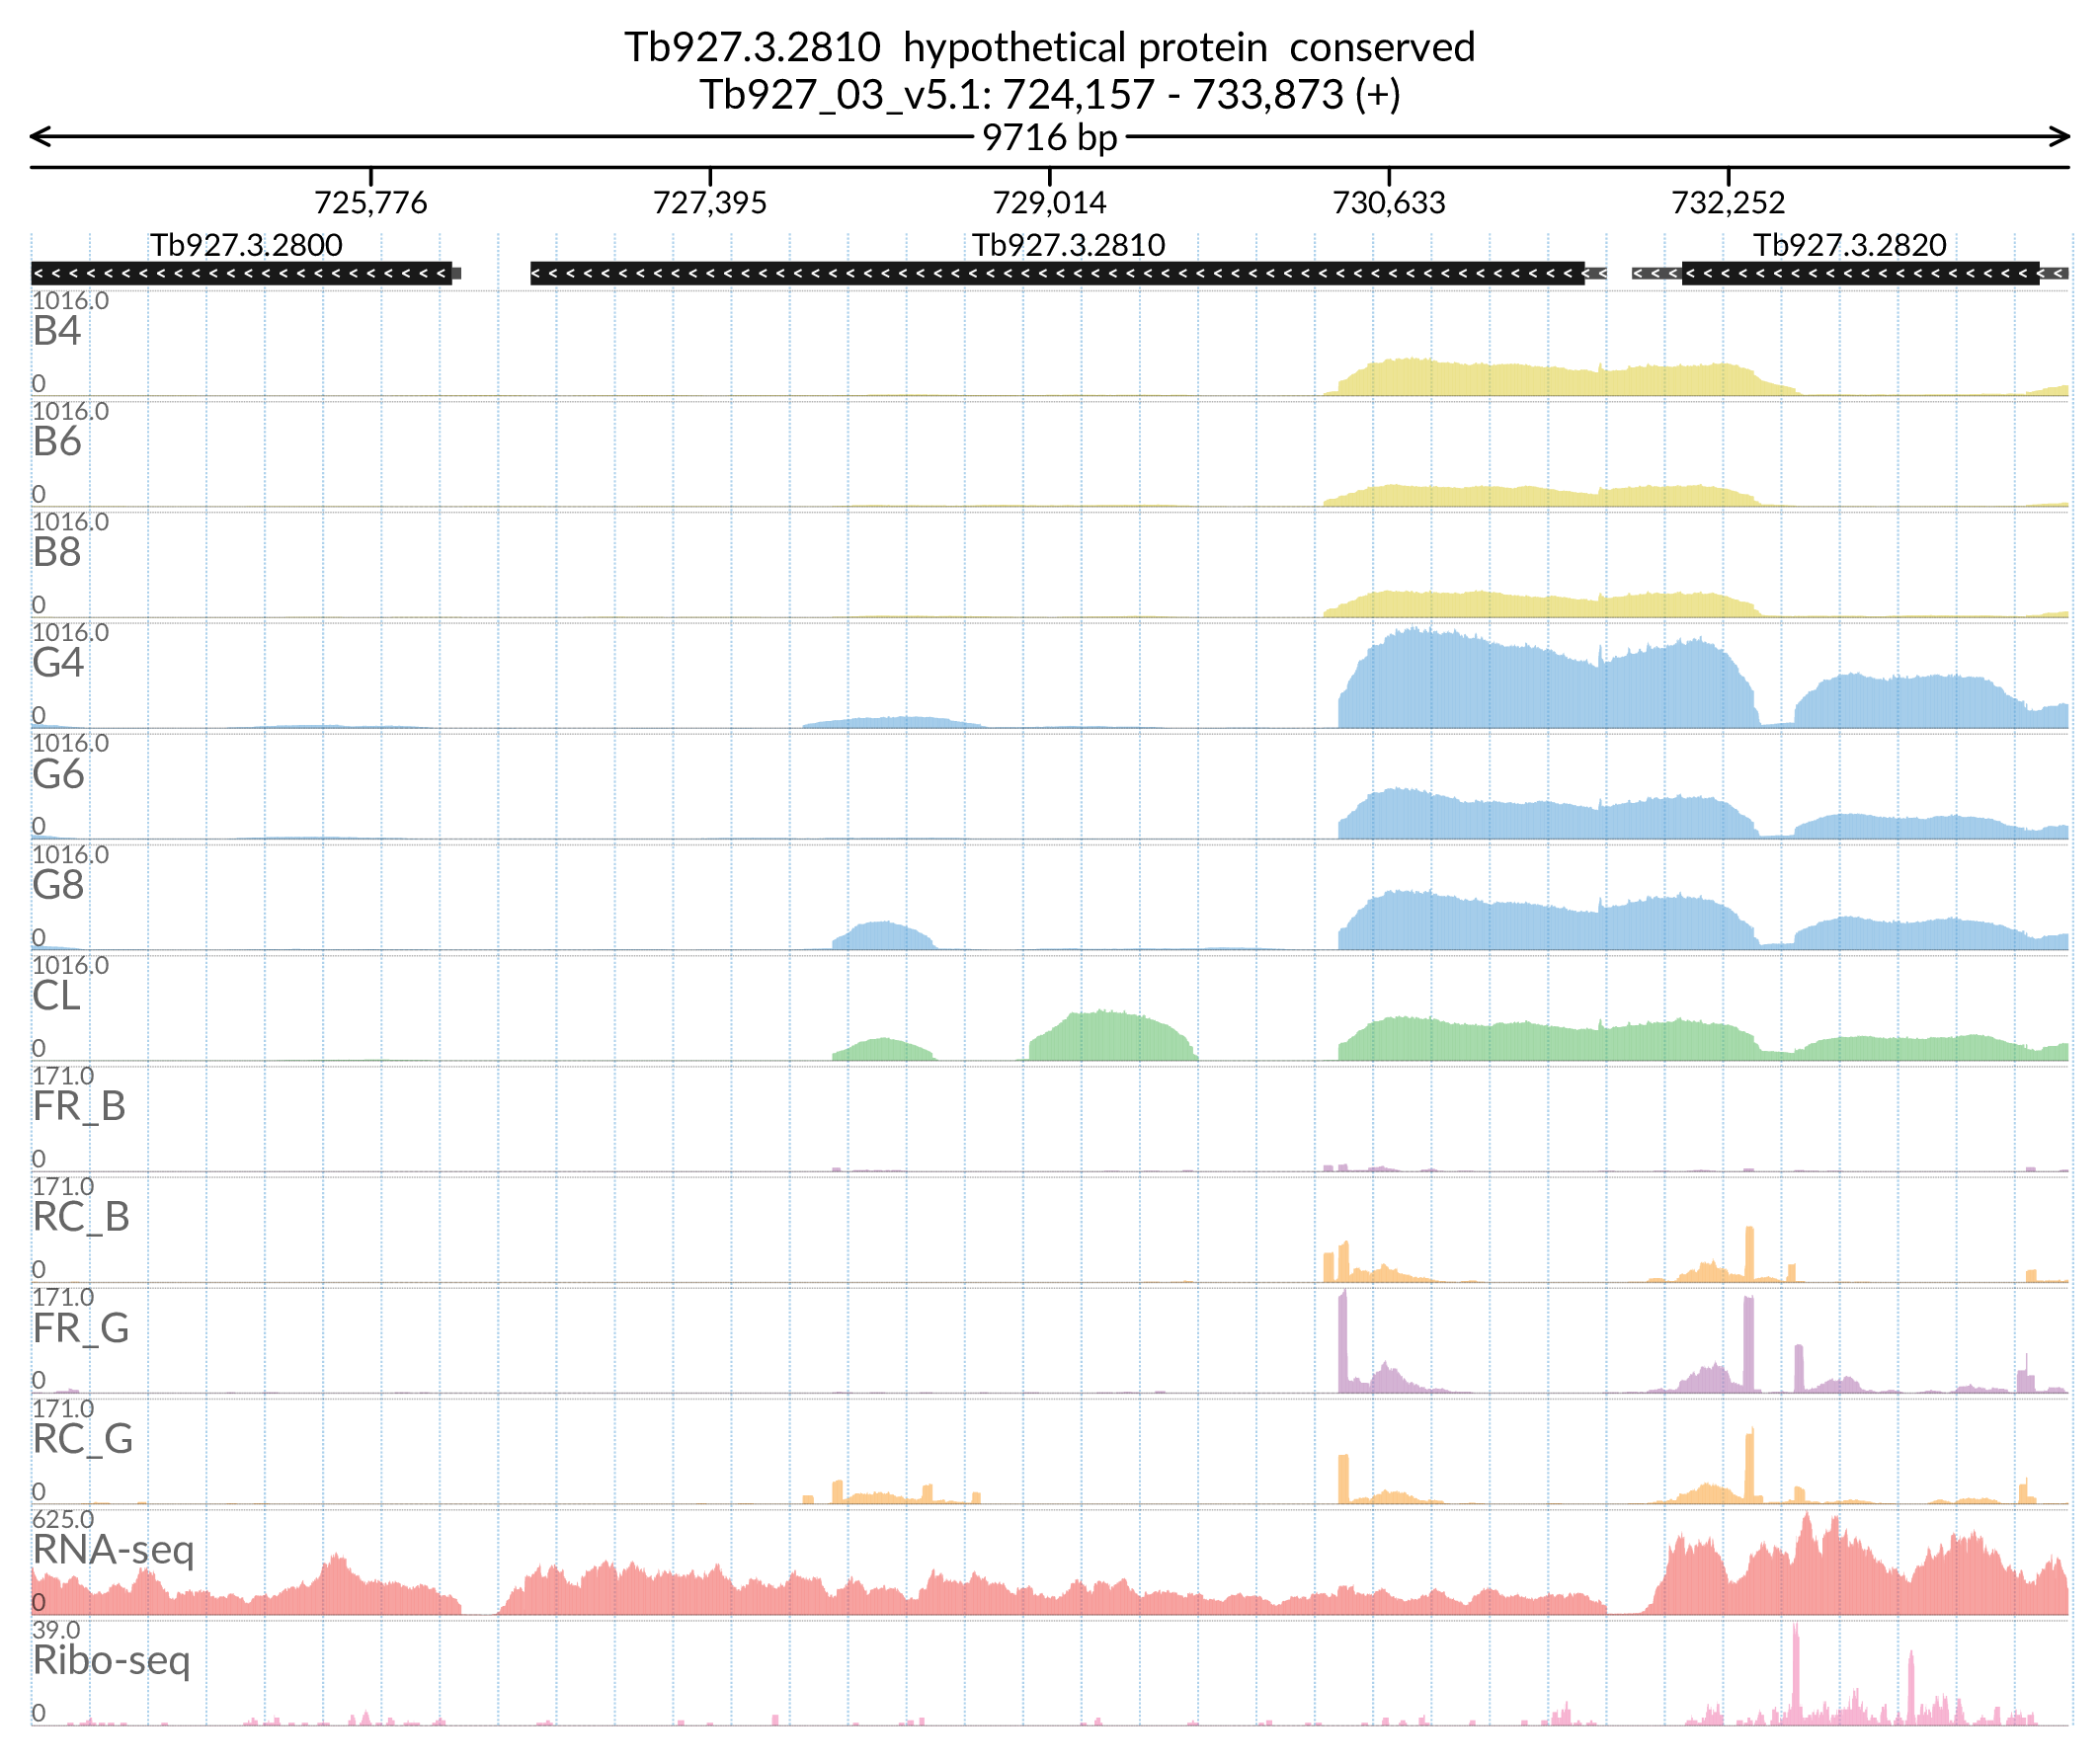 Tb927.3.2810  hypothetical protein  conserved
Tb927_03_v5.1: 724,157 - 733,873 (+)
9716 bp
725,776 727,395 729,014 730,633 732,252
Tb927.3.2800 Tb927.3.2810 Tb927.3.2820
1016.0
B4
0
1016.0
B6
0
1016.0
B8
0
1016.0
G4
0
1016.0
G6
0
1016.0
G8
0
1016.0
CL
0
171.0
FR_B
0
171.0
RC_B
0
171.0
FR_G
0
171.0
RC_G
0
625.0
RNA-seq
0
39.0
Ribo-seq
0